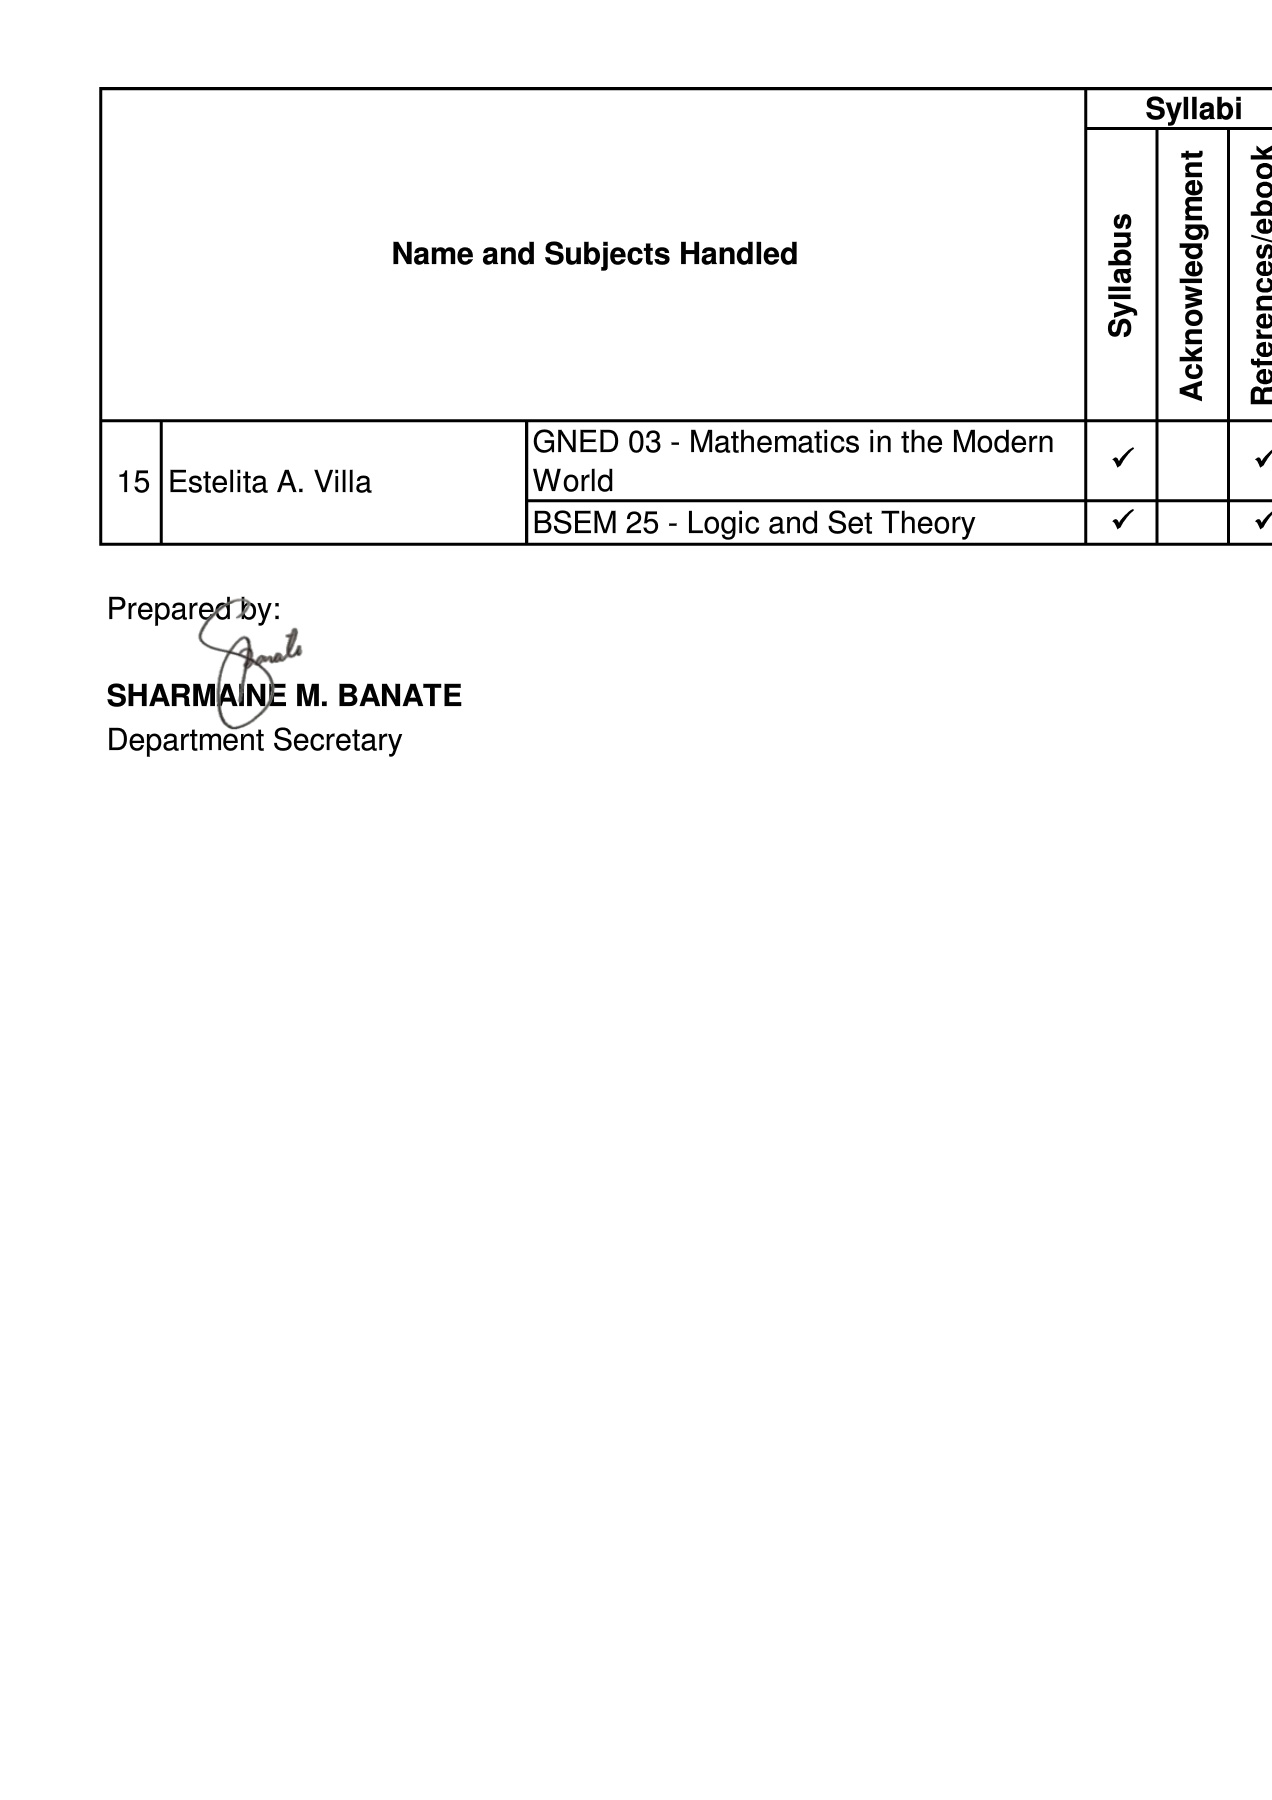 Syllabi
Name and Subjects Handled
Syllabus
Acknowledgment
References/ebook
15 Estelita A. Villa
GNED 03 - Mathematics in the Modern
World
✓ ✓
BSEM 25 - Logic and Set Theory ✓ ✓
Prepared by:
Banate
SHARMAINE M. BANATE
Department Secretary